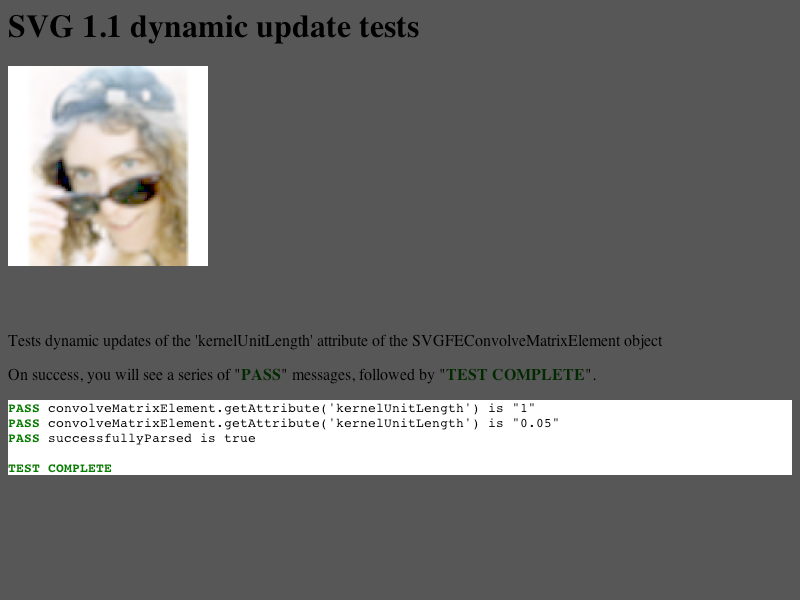 SVG 1.1 dynamic update tests
Tests dynamic updates of the 'kernelUnitLength' attribute of the SVGFEConvolveMatrixElement object
On success, you will see a series of "PASS" messages, followed by "TEST COMPLETE".
PASS convolveMatrixElement.getAttribute('kernelUnitLength') is "1"
PASS convolveMatrixElement.getAttribute('kernelUnitLength') is "0.05"
PASS successfullyParsed is true
TEST COMPLETE